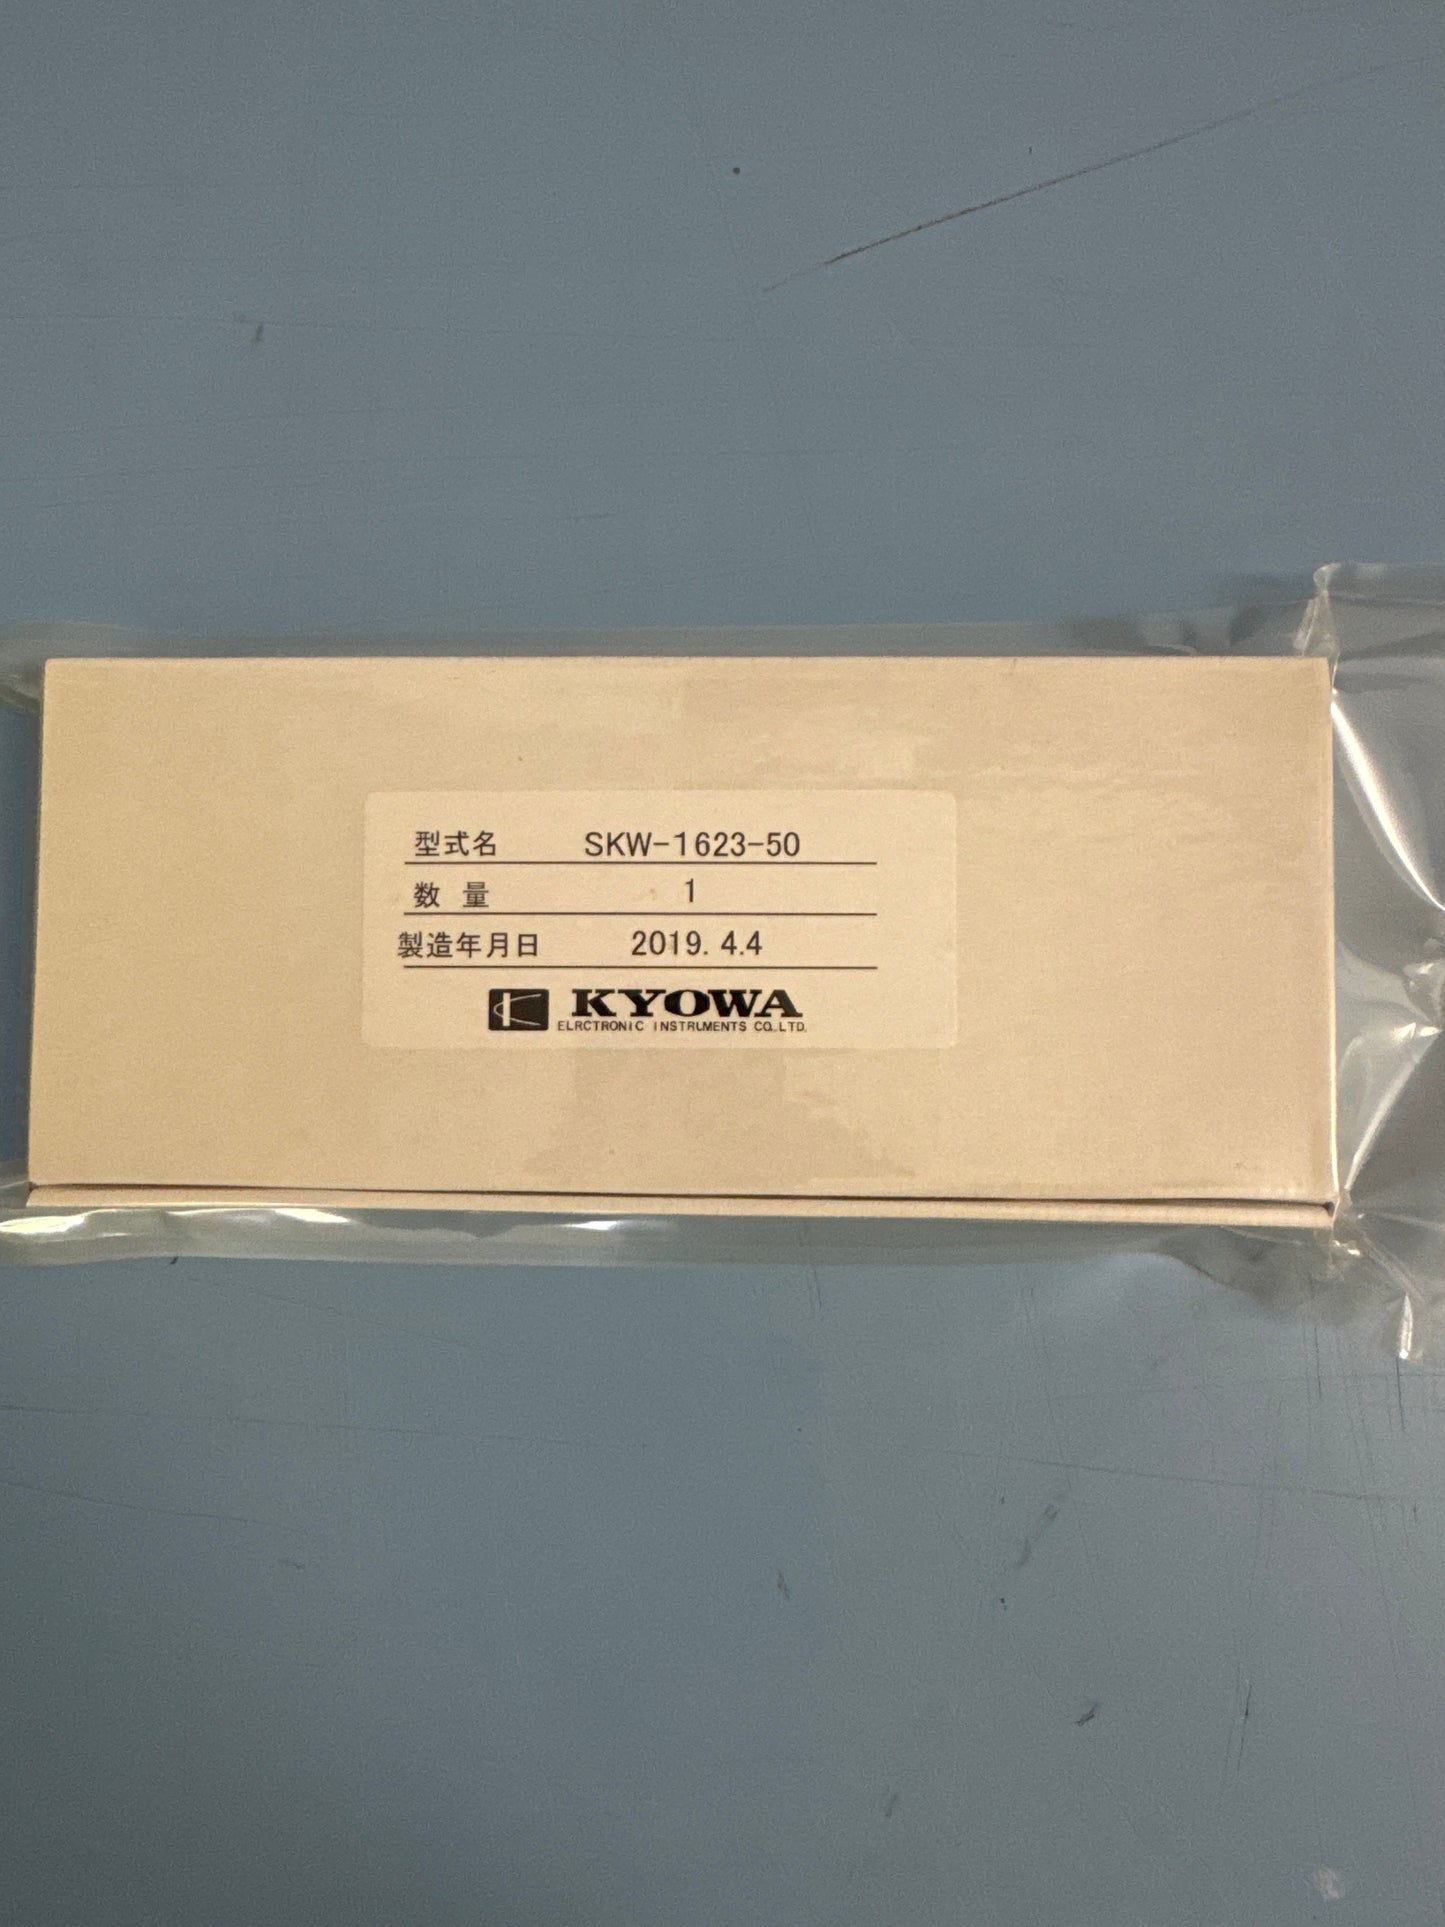 型式名 SKW-1623-50
数 量 1
製造年月日 2019. 4.4
KYOWA
ELRCTRONIC INSTRUMENTS CO.,LTD.